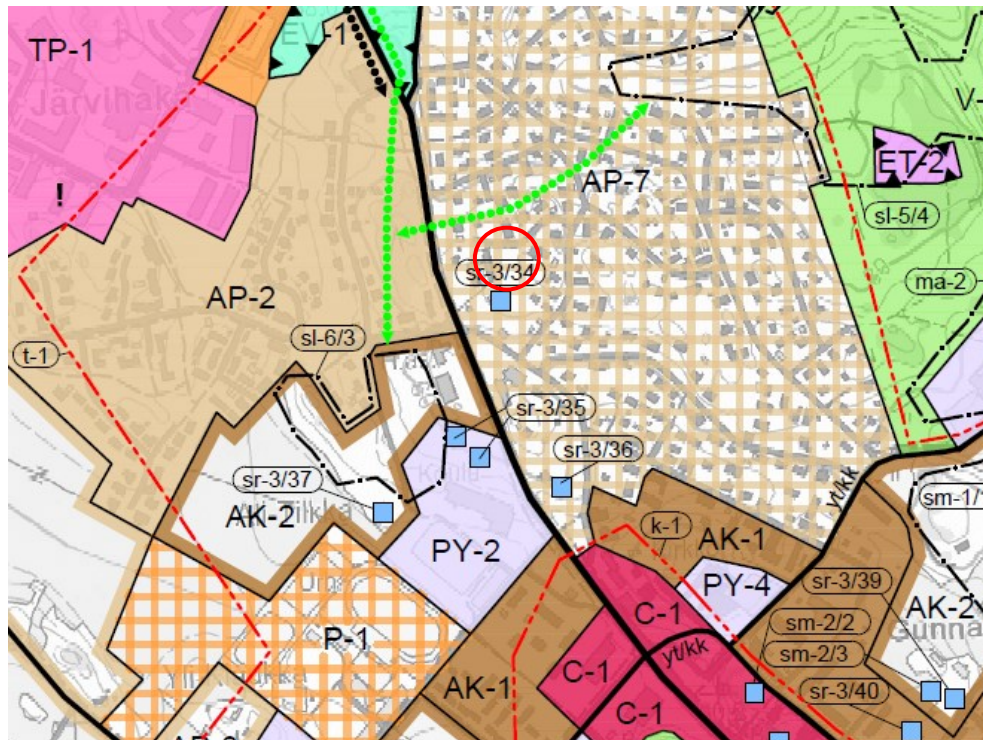 EV-1
TP-1
Järvihaka
V-
ET-2
AP-7
!
sl-5/4
sr-3/34
ma-2
AP-2
sl-6/3
t-1
sr-3/35
sr-3/36
yt/kk
sr-3/37
sm-1/1
AK-2
k-1
AK-1
PY-2
PY-4
sr-3/39
AK-2
sm-2/2
Gunna
P-1
yt/kk
sm-2/3
C-1
C-1
AK-1
sr-3/40
C-1